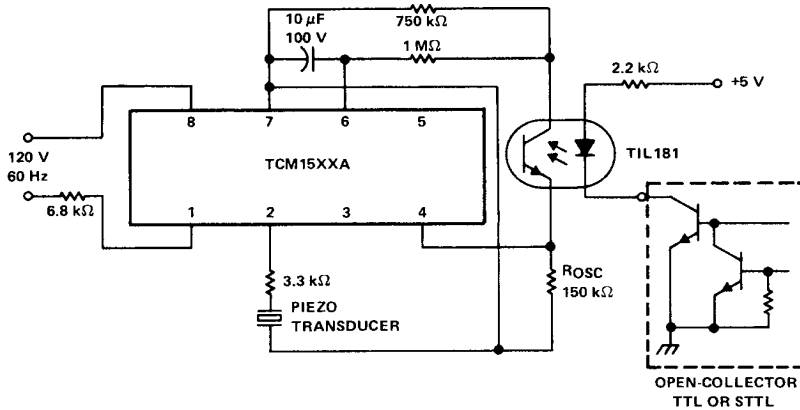 10 µF
100 V
750 kΩ
1 MΩ
2.2 kΩ
+5 V
8
7
6
5
TCM15XXA
TIL181
120 V
60 Hz
6.8 kΩ
1
2
3
4
3.3 kΩ
PIEZO
TRANSDUCER
ROSC
150 kΩ
OPEN-COLLECTOR
TTL OR STTL